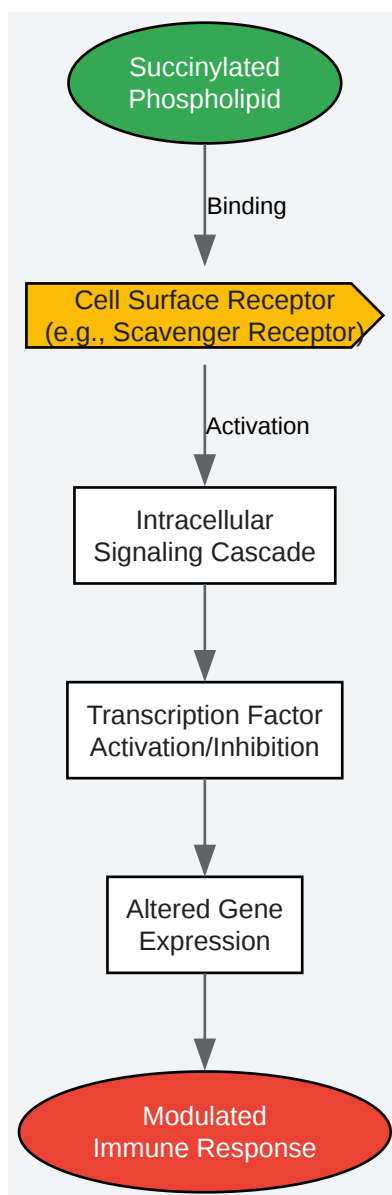 Succinylated
Phospholipid
Binding
Cell Surface Receptor
(e.g., Scavenger Receptor)
Activation
Intracellular
Signaling Cascade
Transcription Factor
Activation/Inhibition
Altered Gene
Expression
Modulated
Immune Response